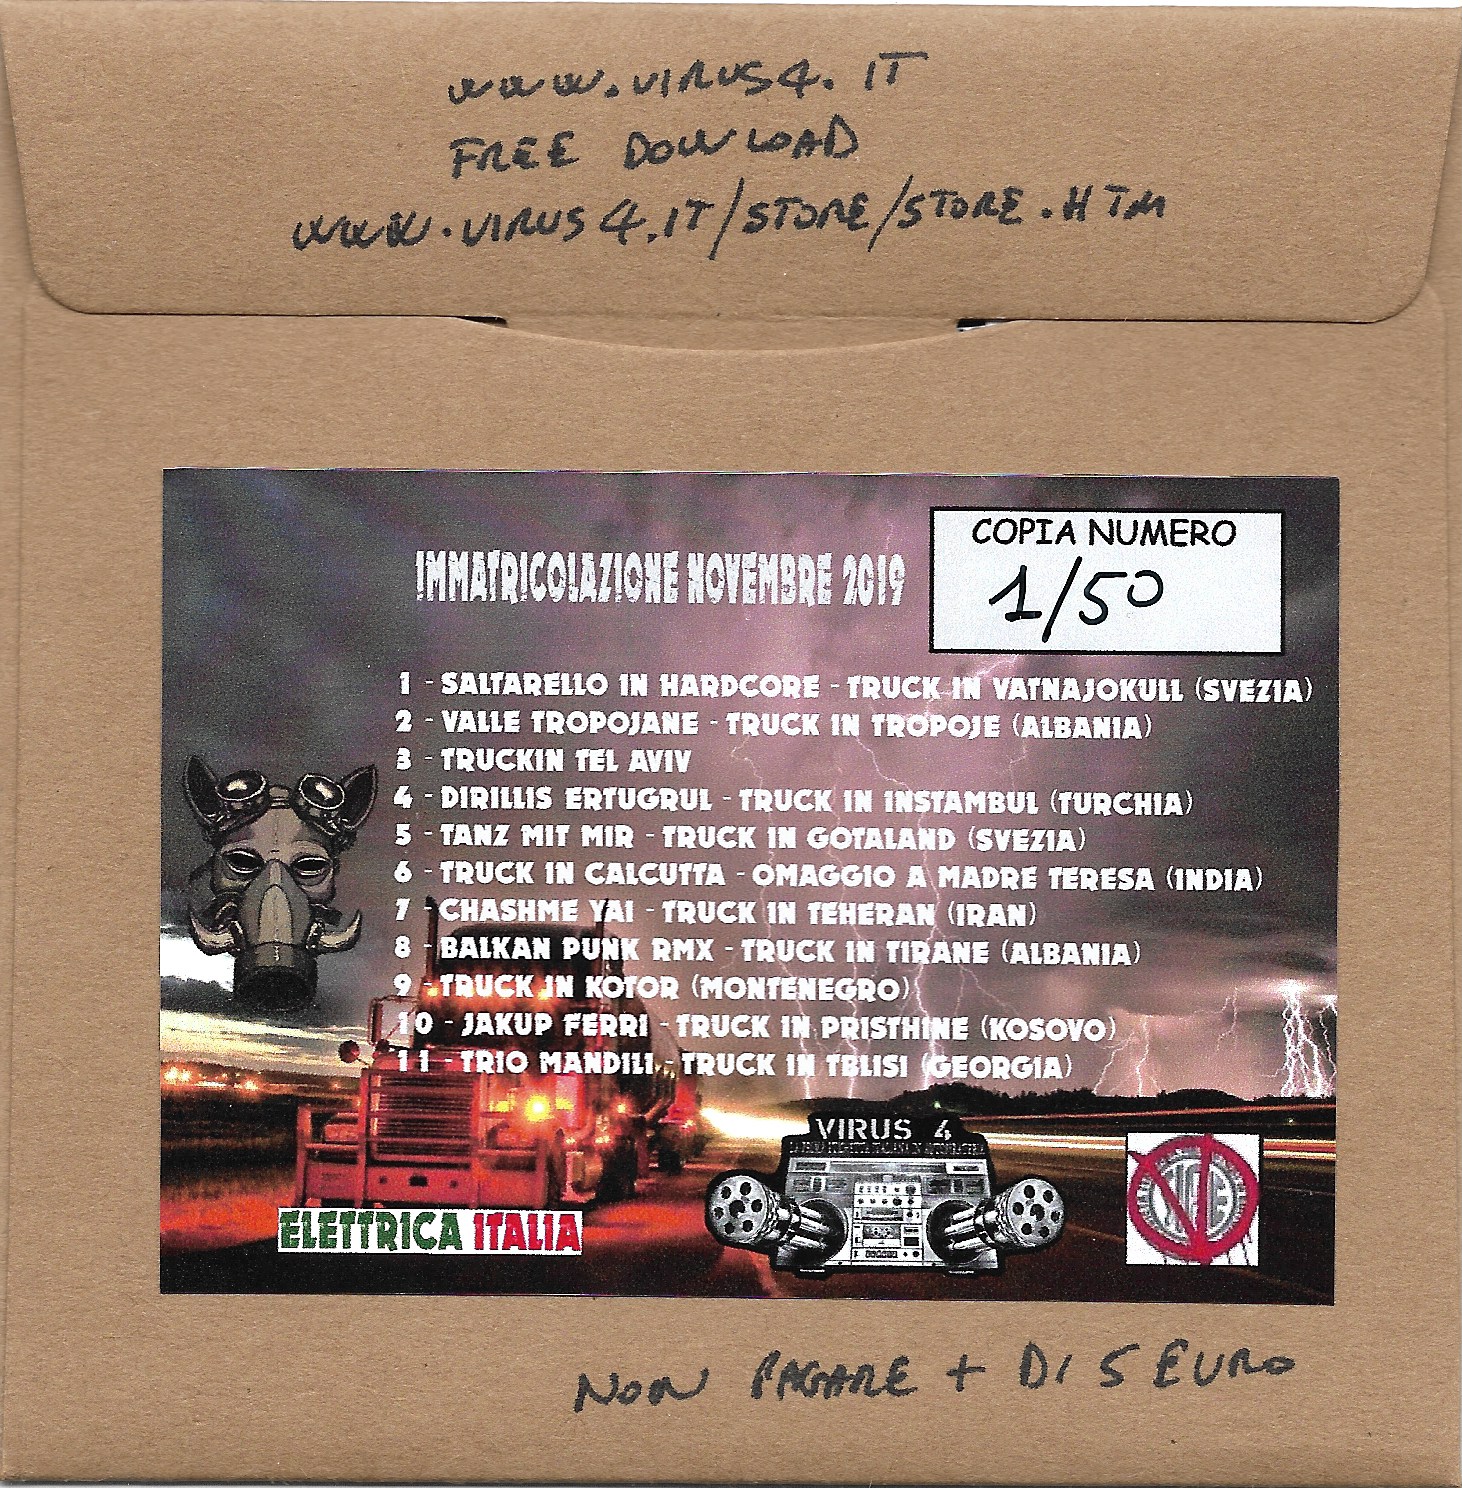 www.VIRUS4.IT
FREE DOWNLOAD
www.VIRUS4.IT/STORE/STORE.HTM
COPIA NUMERO
1/50
IMMATRICOLAZIONE NOVEMBRE 2019
1 - SALTARELLO IN HARDCORE - TRUCK IN VATNAJOKULL (SVEZIA)
2 - VALLE TROPOJANE - TRUCK IN TROPOJE (ALBANIA)
3 - TRUCKIN TEL AVIV
4 - DIRILLIS ERTUGRUL - TRUCK IN INSTAMBUL (TURCHIA)
5 - TANZ MIT MIR - TRUCK IN GOTALAND (SVEZIA)
6 - TRUCK IN CALCUTTA - OMAGGIO A MADRE TERESA (INDIA)
7 - CHASHME YAI - TRUCK IN TEHERAN (IRAN)
8 - BALKAN PUNK RMX - TRUCK IN TIRANE (ALBANIA)
9 - TRUCK IN KOTOR (MONTENEGRO)
10 - JAKUP FERRI - TRUCK IN PRISTHINE (KOSOVO)
11 - TRIO MANDILI - TRUCK IN TBLISI (GEORGIA)
VIRUS 4
ELETTRICA ITALIA
NON PAGARE + DI 5 EURO